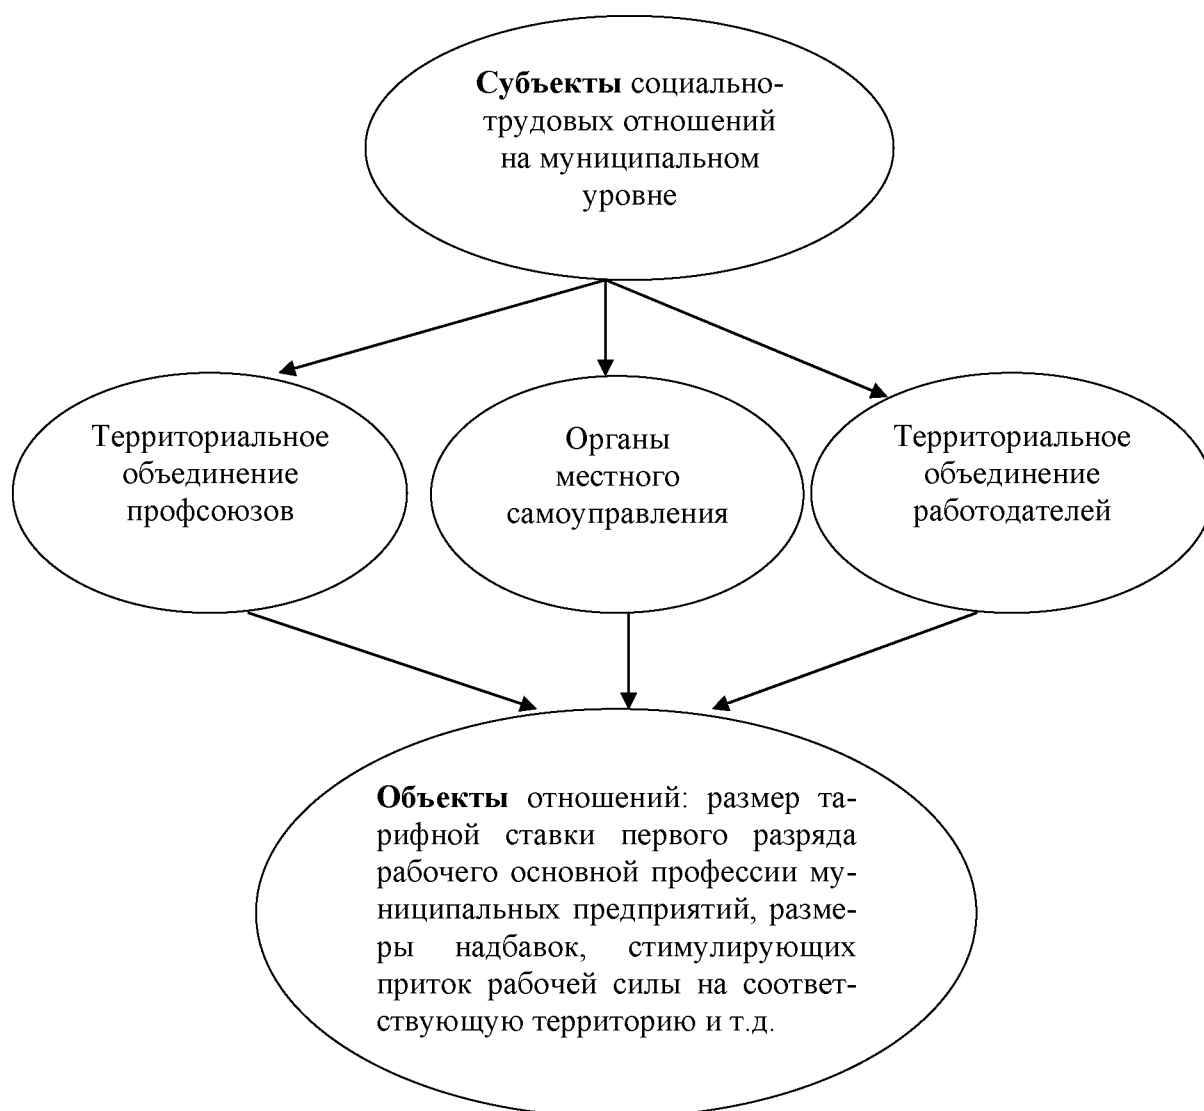 Субъекты социально-
трудовых отношений
на муниципальном
уровне
Территориальное
объединение
профсоюзов
Органы
местного
самоуправления
Территориальное
объединение
работодателей
Объекты отношений: размер та-
рифной ставки первого разряда
рабочего основной профессии му-
ниципальных предприятий, разме-
ры надбавок, стимулирующих
приток рабочей силы на соответ-
ствующую территорию и т.д.